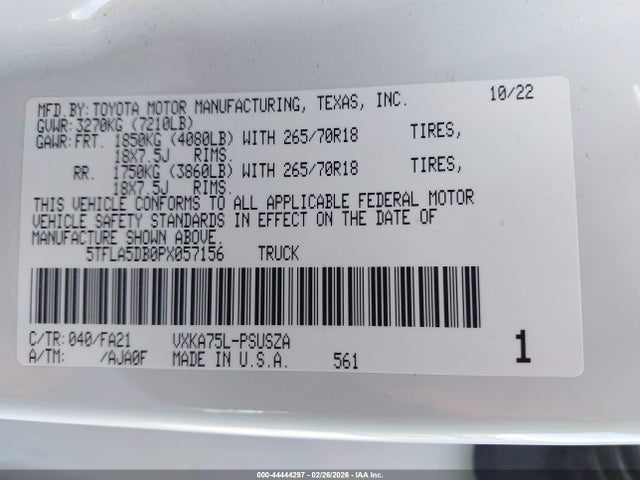 MFD.BY: TOYOTA MOTOR MANUFACTURING, TEXAS, INC. 10/22
GVWR: 3270KG (7210LB)
GAWR: FRT. 1850KG (4080LB) WITH 265/70R18 TIRES,
18X7.5J RIMS.
RR. 1750KG (3860LB) WITH 265/70R18 TIRES,
18X7.5J RIMS.
THIS VEHICLE CONFORMS TO ALL APPLICABLE FEDERAL MOTOR
VEHICLE SAFETY STANDARDS IN EFFECT ON THE DATE OF
MANUFACTURE SHOWN ABOVE.
5TFLA5DB0PX057156 TRUCK
C/TR: 040/FA21 VXKA75L-PSUSZA
A/TM: /AJA0F MADE IN U.S.A. 561 1
000-44444297 - 02/26/2026 - IAA Inc.